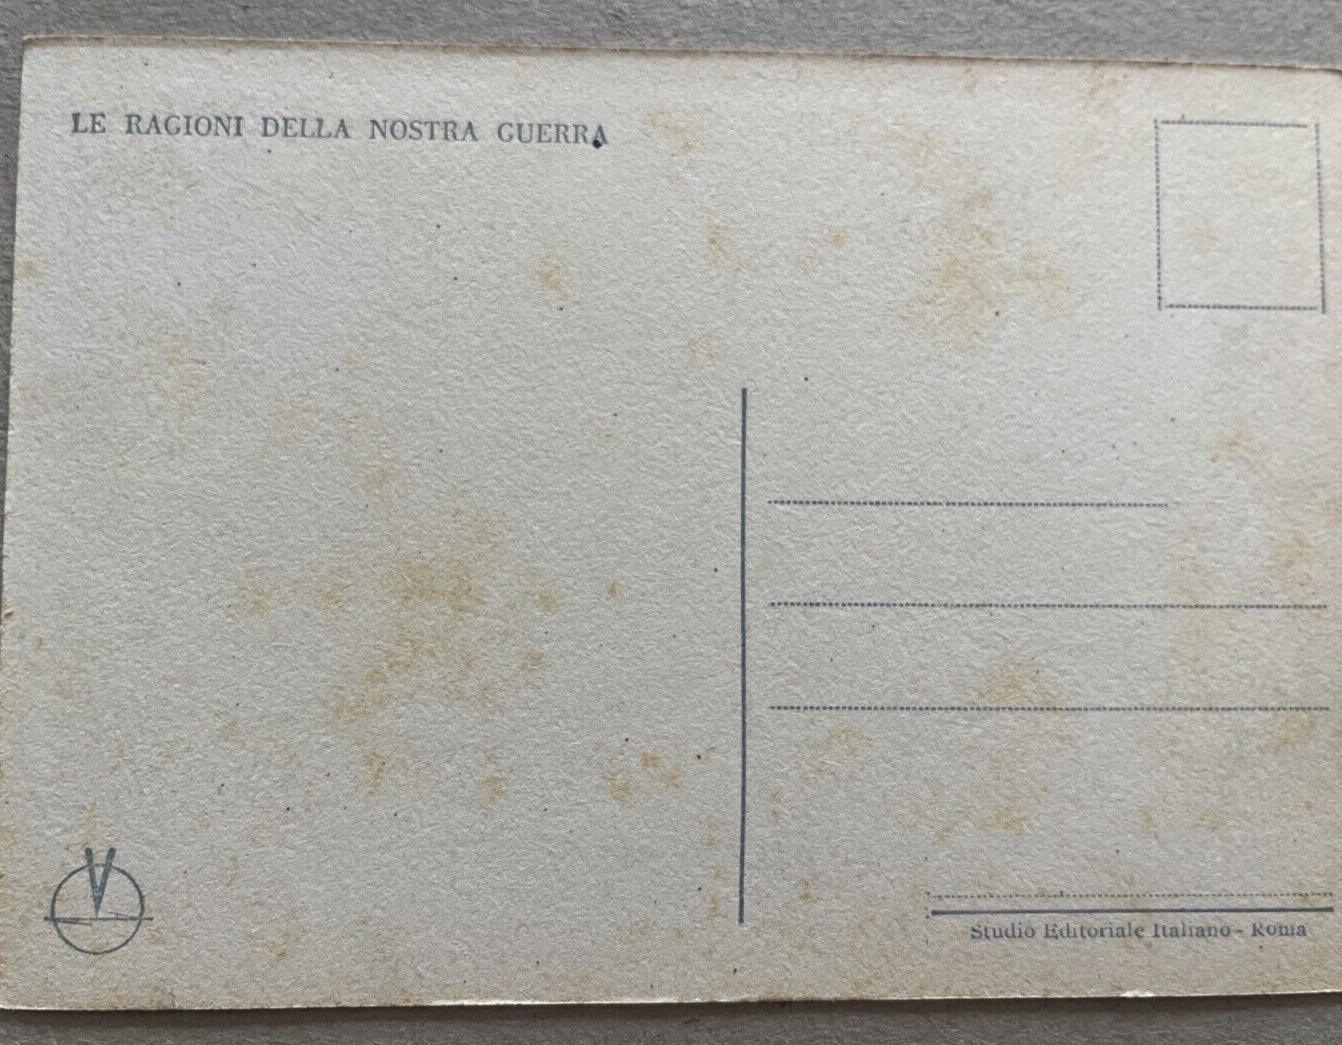 LE RAGIONI DELLA NOSTRA GUERRA
V
Studio Editoriale Italiano - Roma